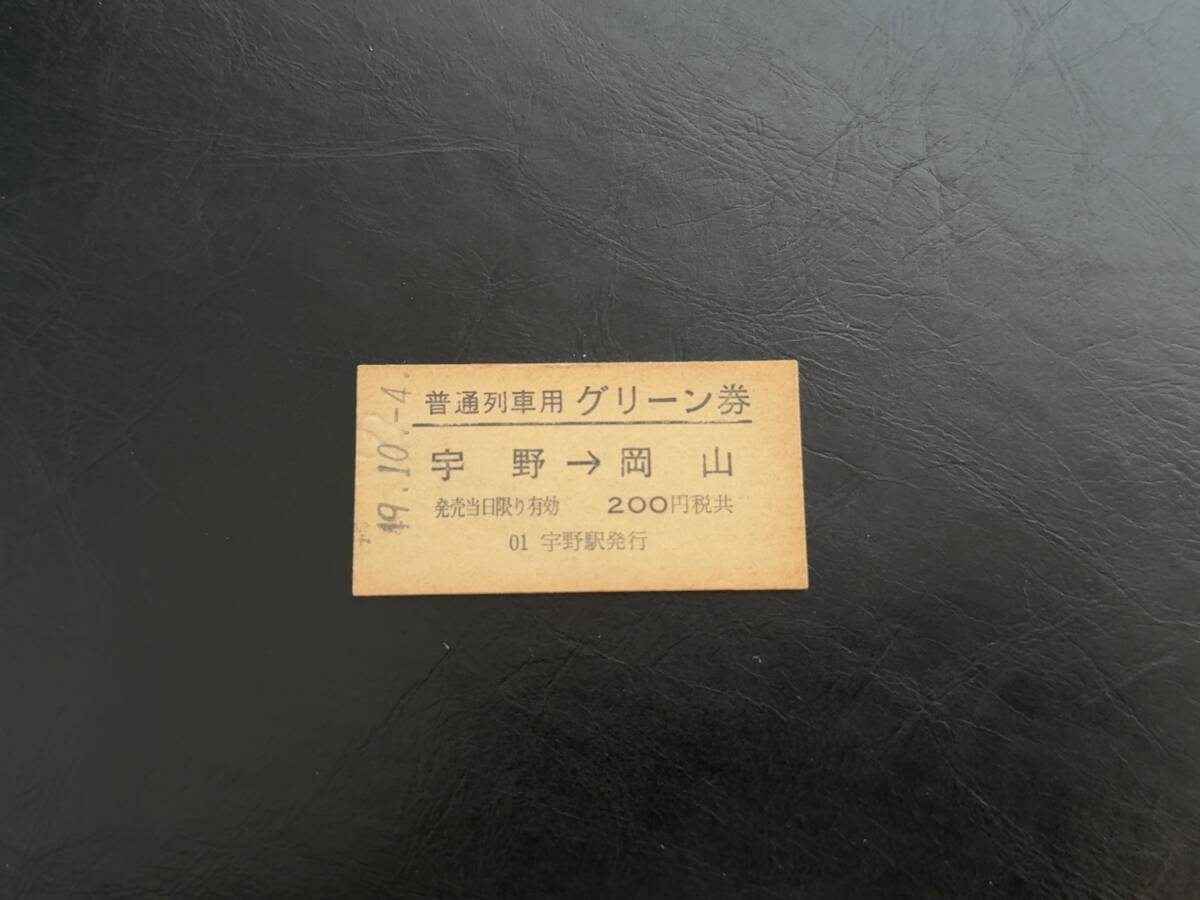 普通列車用 グリーン券
宇野→岡山
発売当日限り有効 200円税共
01 宇野駅発行
49.10.-4.